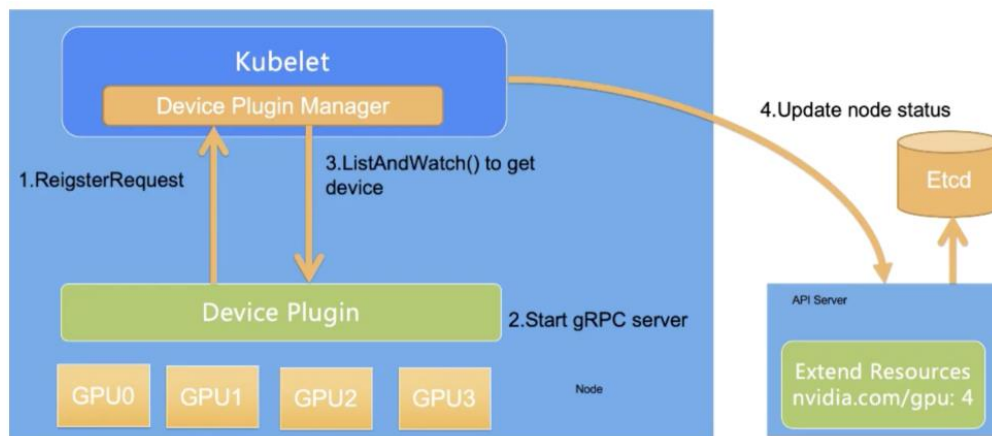 Kubelet
Device Plugin Manager
4.Update node status
1.ReigsterRequest
3.ListAndWatch() to get
device
Etcd
Device Plugin
2.Start gRPC server
API Server
GPU0
GPU1
GPU2
GPU3
Node
Extend Resources
nvidia.com/gpu: 4